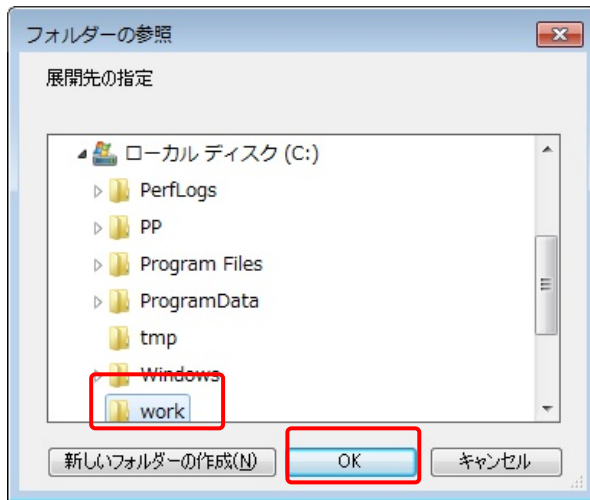 フォルダーの参照
展開先の指定
ローカル ディスク (C:)
PerfLogs
PP
Program Files
ProgramData
tmp
Windows
work
新しいフォルダーの作成(N)
OK
キャンセル